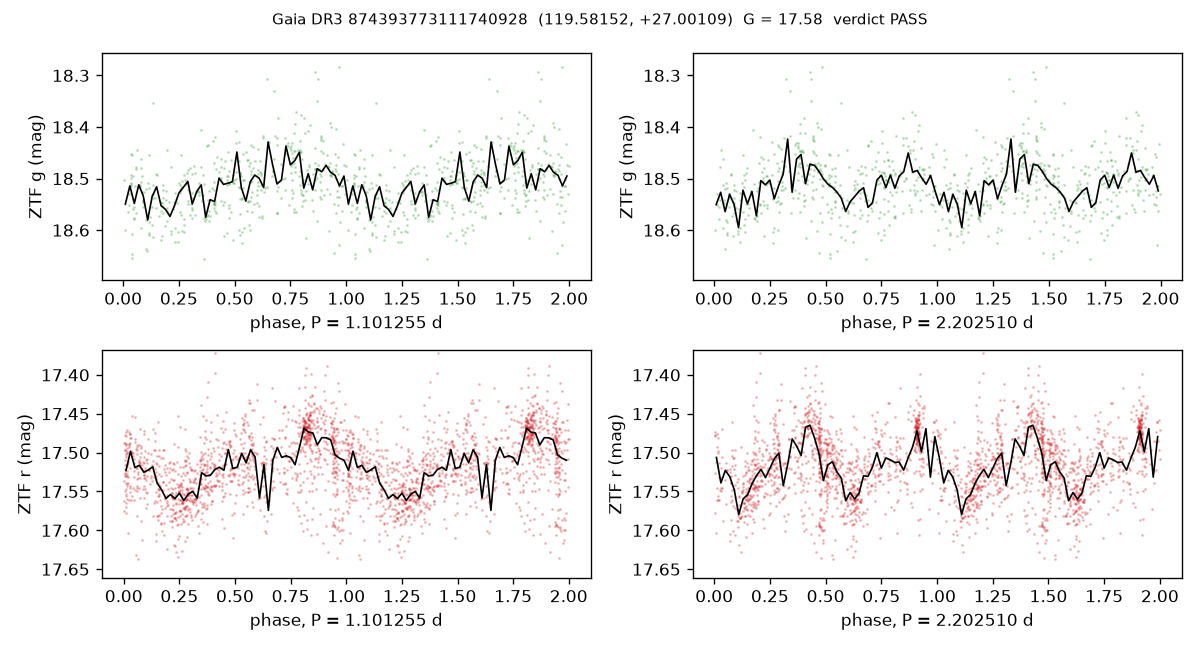 Gaia DR3 874393773111740928 (119.58152, +27.00109) G = 17.58 verdict PASS
ZTF g (mag)
18.3
18.4
18.5
18.6
0.00 0.25 0.50 0.75 1.00 1.25 1.50 1.75 2.00
phase, P = 1.101255 d
ZTF g (mag)
18.3
18.4
18.5
18.6
0.00 0.25 0.50 0.75 1.00 1.25 1.50 1.75 2.00
phase, P = 2.202510 d
ZTF r (mag)
17.40
17.45
17.50
17.55
17.60
17.65
0.00 0.25 0.50 0.75 1.00 1.25 1.50 1.75 2.00
phase, P = 1.101255 d
ZTF r (mag)
17.40
17.45
17.50
17.55
17.60
17.65
0.00 0.25 0.50 0.75 1.00 1.25 1.50 1.75 2.00
phase, P = 2.202510 d